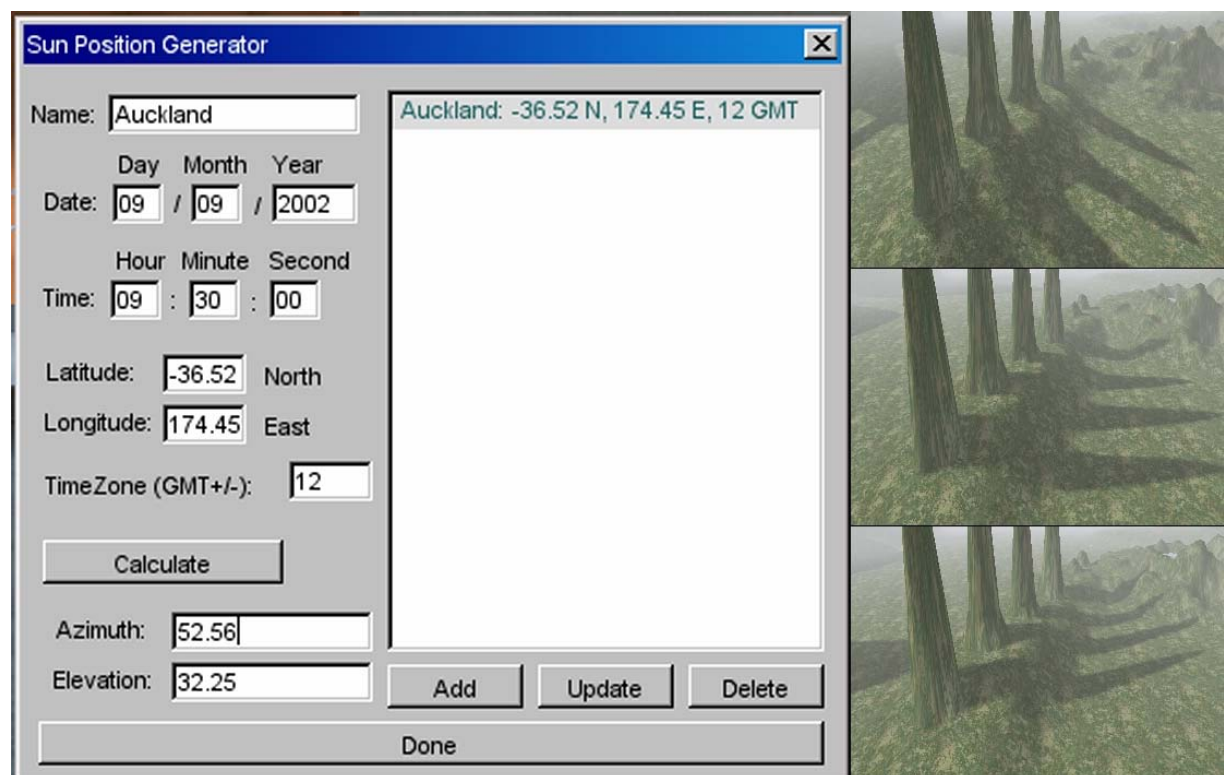 Sun Position Generator
Name: Auckland
Day Month Year
Date: 09 / 09 / 2002
Hour Minute Second
Time: 09 : 30 : 00
Latitude: -36.52 North
Longitude: 174.45 East
TimeZone (GMT+/-): 12
Calculate
Azimuth: 52.56
Elevation: 32.25
Auckland: -36.52 N, 174.45 E, 12 GMT
Add Update Delete
Done